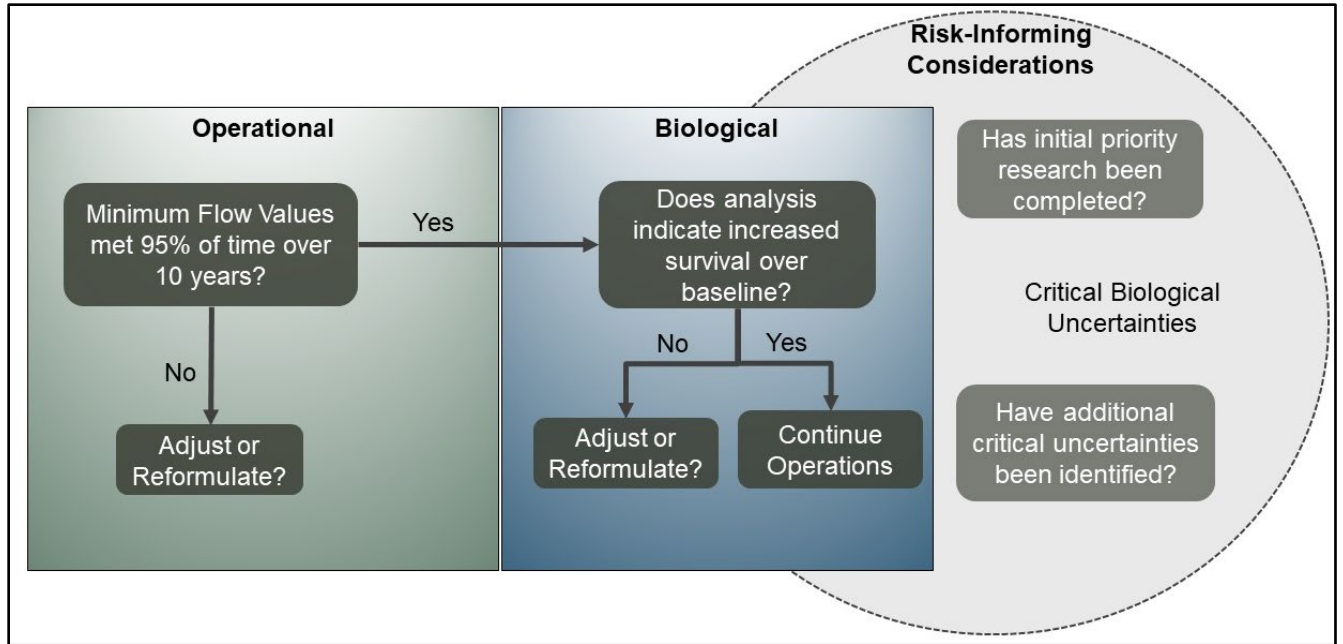 Risk-Informing
Considerations
Operational
Minimum Flow Values
met 95% of time over
10 years?
Yes
No
Adjust or
Reformulate?
Biological
Does analysis
indicate increased
survival over
baseline?
No
Yes
Adjust or
Reformulate?
Continue
Operations
Has initial priority
research been
completed?
Critical Biological
Uncertainties
Have additional
critical uncertainties
been identified?